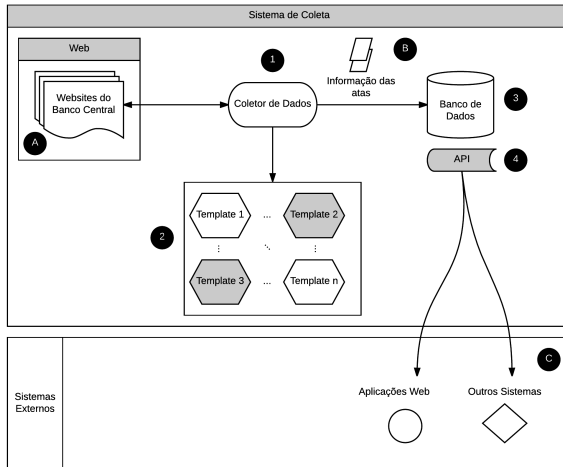 Sistema de Coleta
Web
Websites do
Banco Central
A
1
Coletor de Dados
B
Informação das
atas
Banco de
Dados
3
API
4
2
Template 1
...
Template 2
...
...
...
Template 3
...
Template n
C
Sistemas
Externos
Aplicações Web
Outros Sistemas